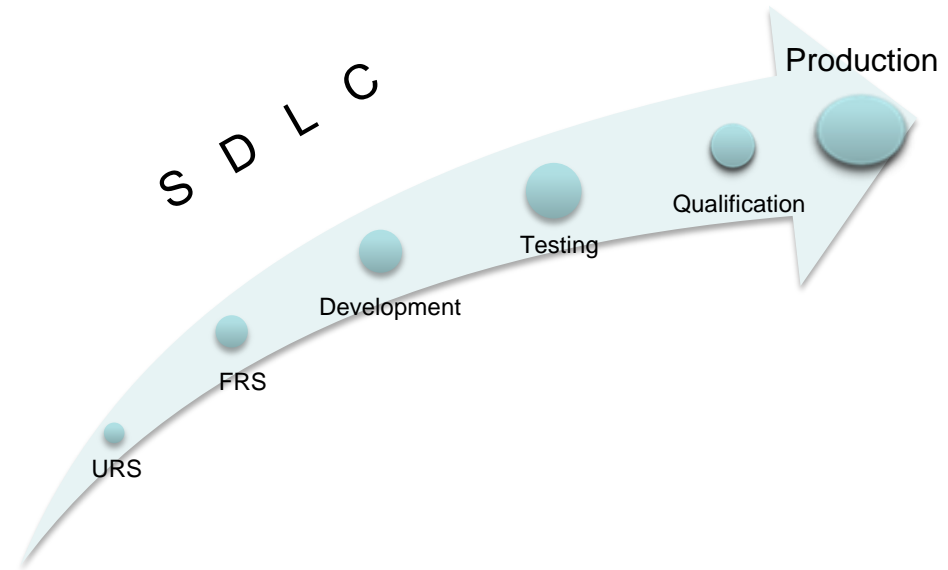 S D L C
Production
Qualification
Testing
Development
FRS
URS